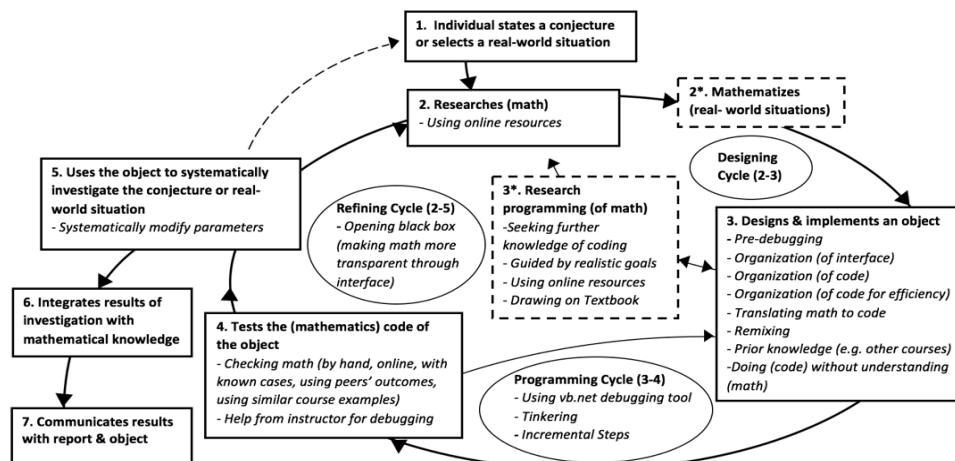 1. Individual states a conjecture
or selects a real-world situation
2. Researches (math)
- Using online resources
2*. Mathematizes
(real- world situations)
Designing
Cycle (2-3)
5. Uses the object to systematically
investigate the conjecture or real-
world situation
- Systematically modify parameters
Refining Cycle (2-5)
- Opening black box
(making math more
transparent through
interface)
3*. Research
programming (of math)
-Seeking further
knowledge of coding
- Guided by realistic goals
- Using online resources
- Drawing on Textbook
3. Designs & implements an object
- Pre-debugging
- Organization (of interface)
- Organization (of code)
- Organization (of code for efficiency)
- Translating math to code
- Remixing
- Prior knowledge (e.g. other courses)
-Doing (code) without understanding
(math)
6. Integrates results of
investigation with
mathematical knowledge
4. Tests the (mathematics) code of
the object
- Checking math (by hand, online, with
known cases, using peers' outcomes,
using similar course examples)
- Help from instructor for debugging
Programming Cycle (3-4)
- Using vb.net debugging tool
- Tinkering
- Incremental Steps
7. Communicates results
with report & object